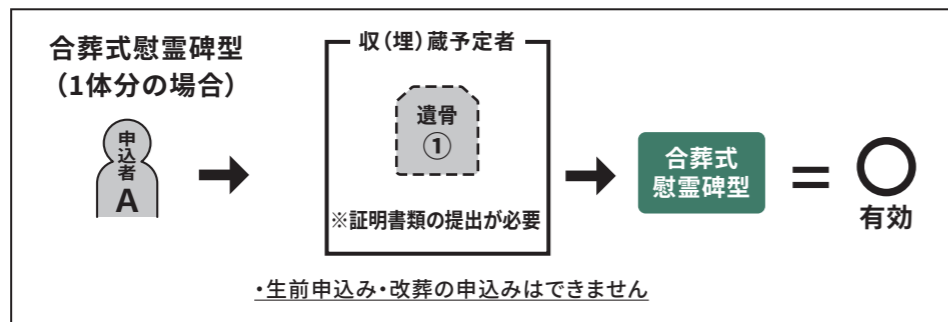 合葬式慰霊碑型
(1体分の場合)
申込者
A
収(埋)蔵予定者
遺骨
①
※証明書類の提出が必要
合葬式
慰霊碑型
=
○
有効
・生前申込み・改葬の申込みはできません